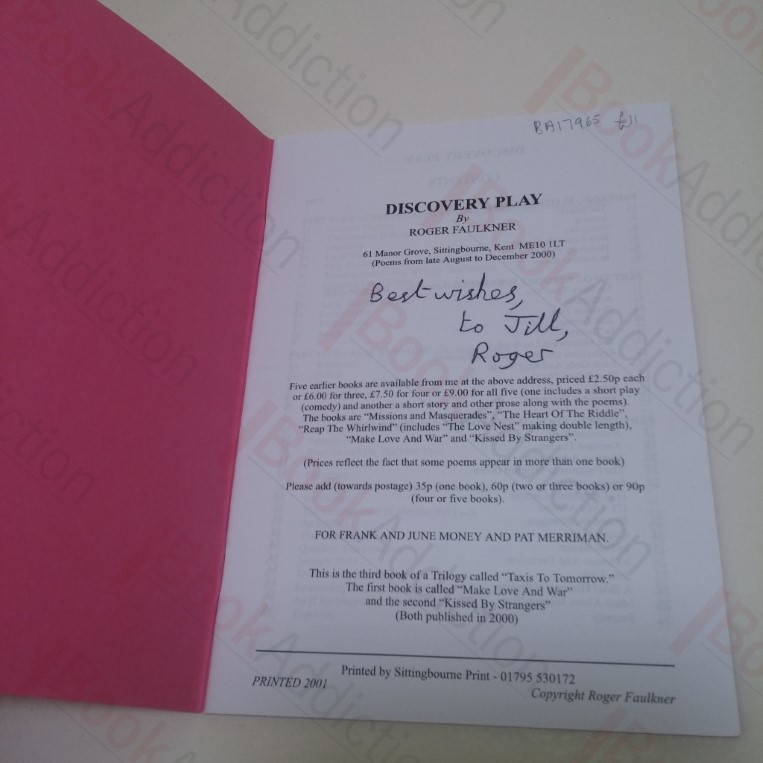 BA17965 £11
DISCOVERY PLAY
By
ROGER FAULKNER
61 Manor Grove, Sittingbourne, Kent ME10 1LT
(Poems from late August to December 2000)
Best wishes,
to Jill,
Roger
Five earlier books are available from me at the above address, priced £2.50p each
or £6.00 for three, £7.50 for four or £9.00 for all five (one includes a short play
(comedy) and another a short story and other prose along with the poems).
The books are “Missions and Masquerades”, “The Heart Of The Riddle”,
“Reap The Whirlwind” (includes “The Love Nest” making double length),
“Make Love And War” and “Kissed By Strangers”.
(Prices reflect the fact that some poems appear in more than one book)
Please add (towards postage) 35p (one book), 60p (two or three books) or 90p
(four or five books).
FOR FRANK AND JUNE MONEY AND PAT MERRIMAN.
This is the third book of a Trilogy called “Taxis To Tomorrow.”
The first book is called “Make Love And War”
and the second “Kissed By Strangers”
(Both published in 2000)
Printed by Sittingbourne Print - 01795 530172
PRINTED 2001
Copyright Roger Faulkner
BookAddiction